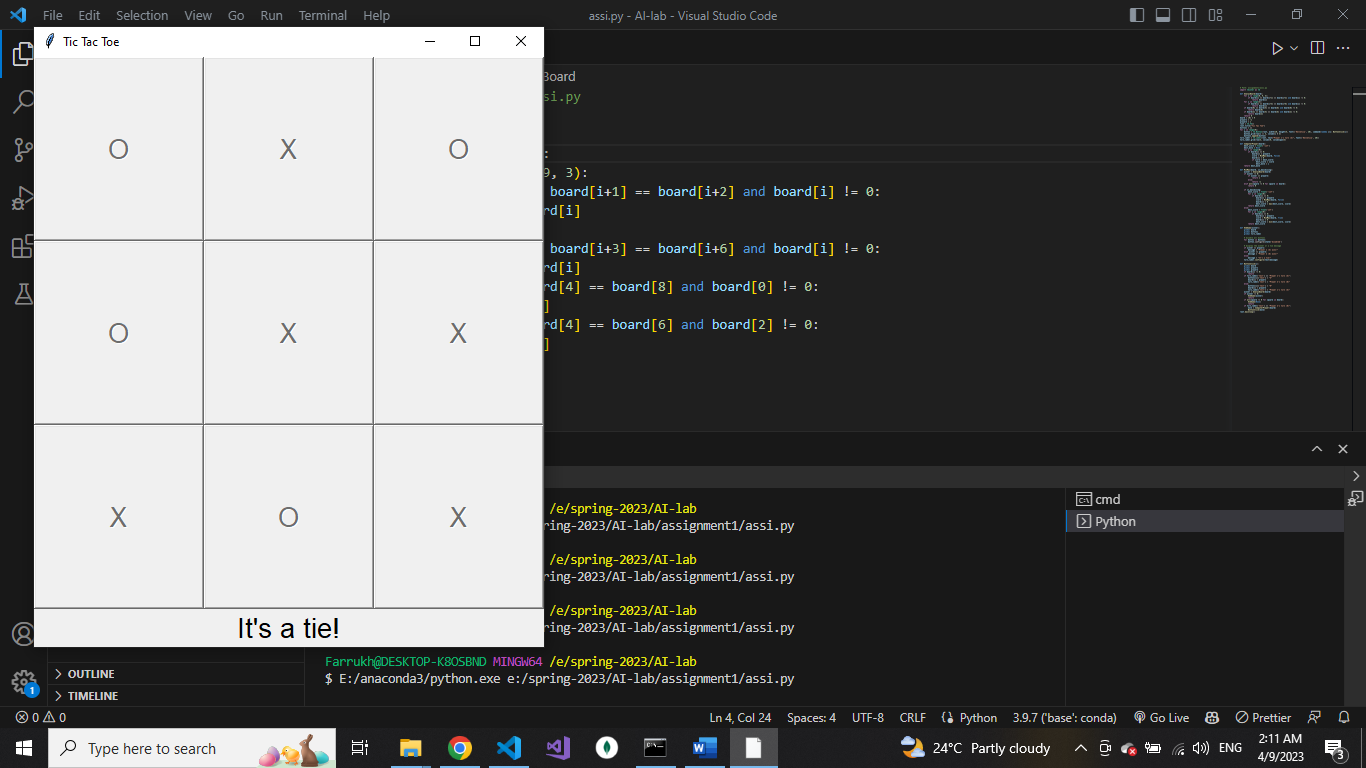 File Edit Selection View Go Run Terminal Help
assi.py - AI-lab - Visual Studio Code
Tic Tac Toe
Board
si.py
:
9, 3):
board[i+1] == board[i+2] and board[i] != 0:
rd[i]
board[i+3] == board[i+6] and board[i] != 0:
rd[i]
rd[4] == board[8] and board[0] != 0:
]
rd[4] == board[6] and board[2] != 0:
]
O X O
O X X
X O X
It's a tie!
/e/spring-2023/AI-lab
ring-2023/AI-lab/assignment1/assi.py
/e/spring-2023/AI-lab
ring-2023/AI-lab/assignment1/assi.py
/e/spring-2023/AI-lab
ring-2023/AI-lab/assignment1/assi.py
Farrukh@DESKTOP-K8OSBND MINGW64 /e/spring-2023/AI-lab
$ E:/anaconda3/python.exe e:/spring-2023/AI-lab/assignment1/assi.py
cmd
Python
OUTLINE
TIMELINE
1
0 0
Ln 4, Col 24 Spaces: 4 UTF-8 CRLF Python 3.9.7 ('base': conda) Go Live Prettier
Type here to search
24°C Partly cloudy
ENG
2:11 AM
4/9/2023
3